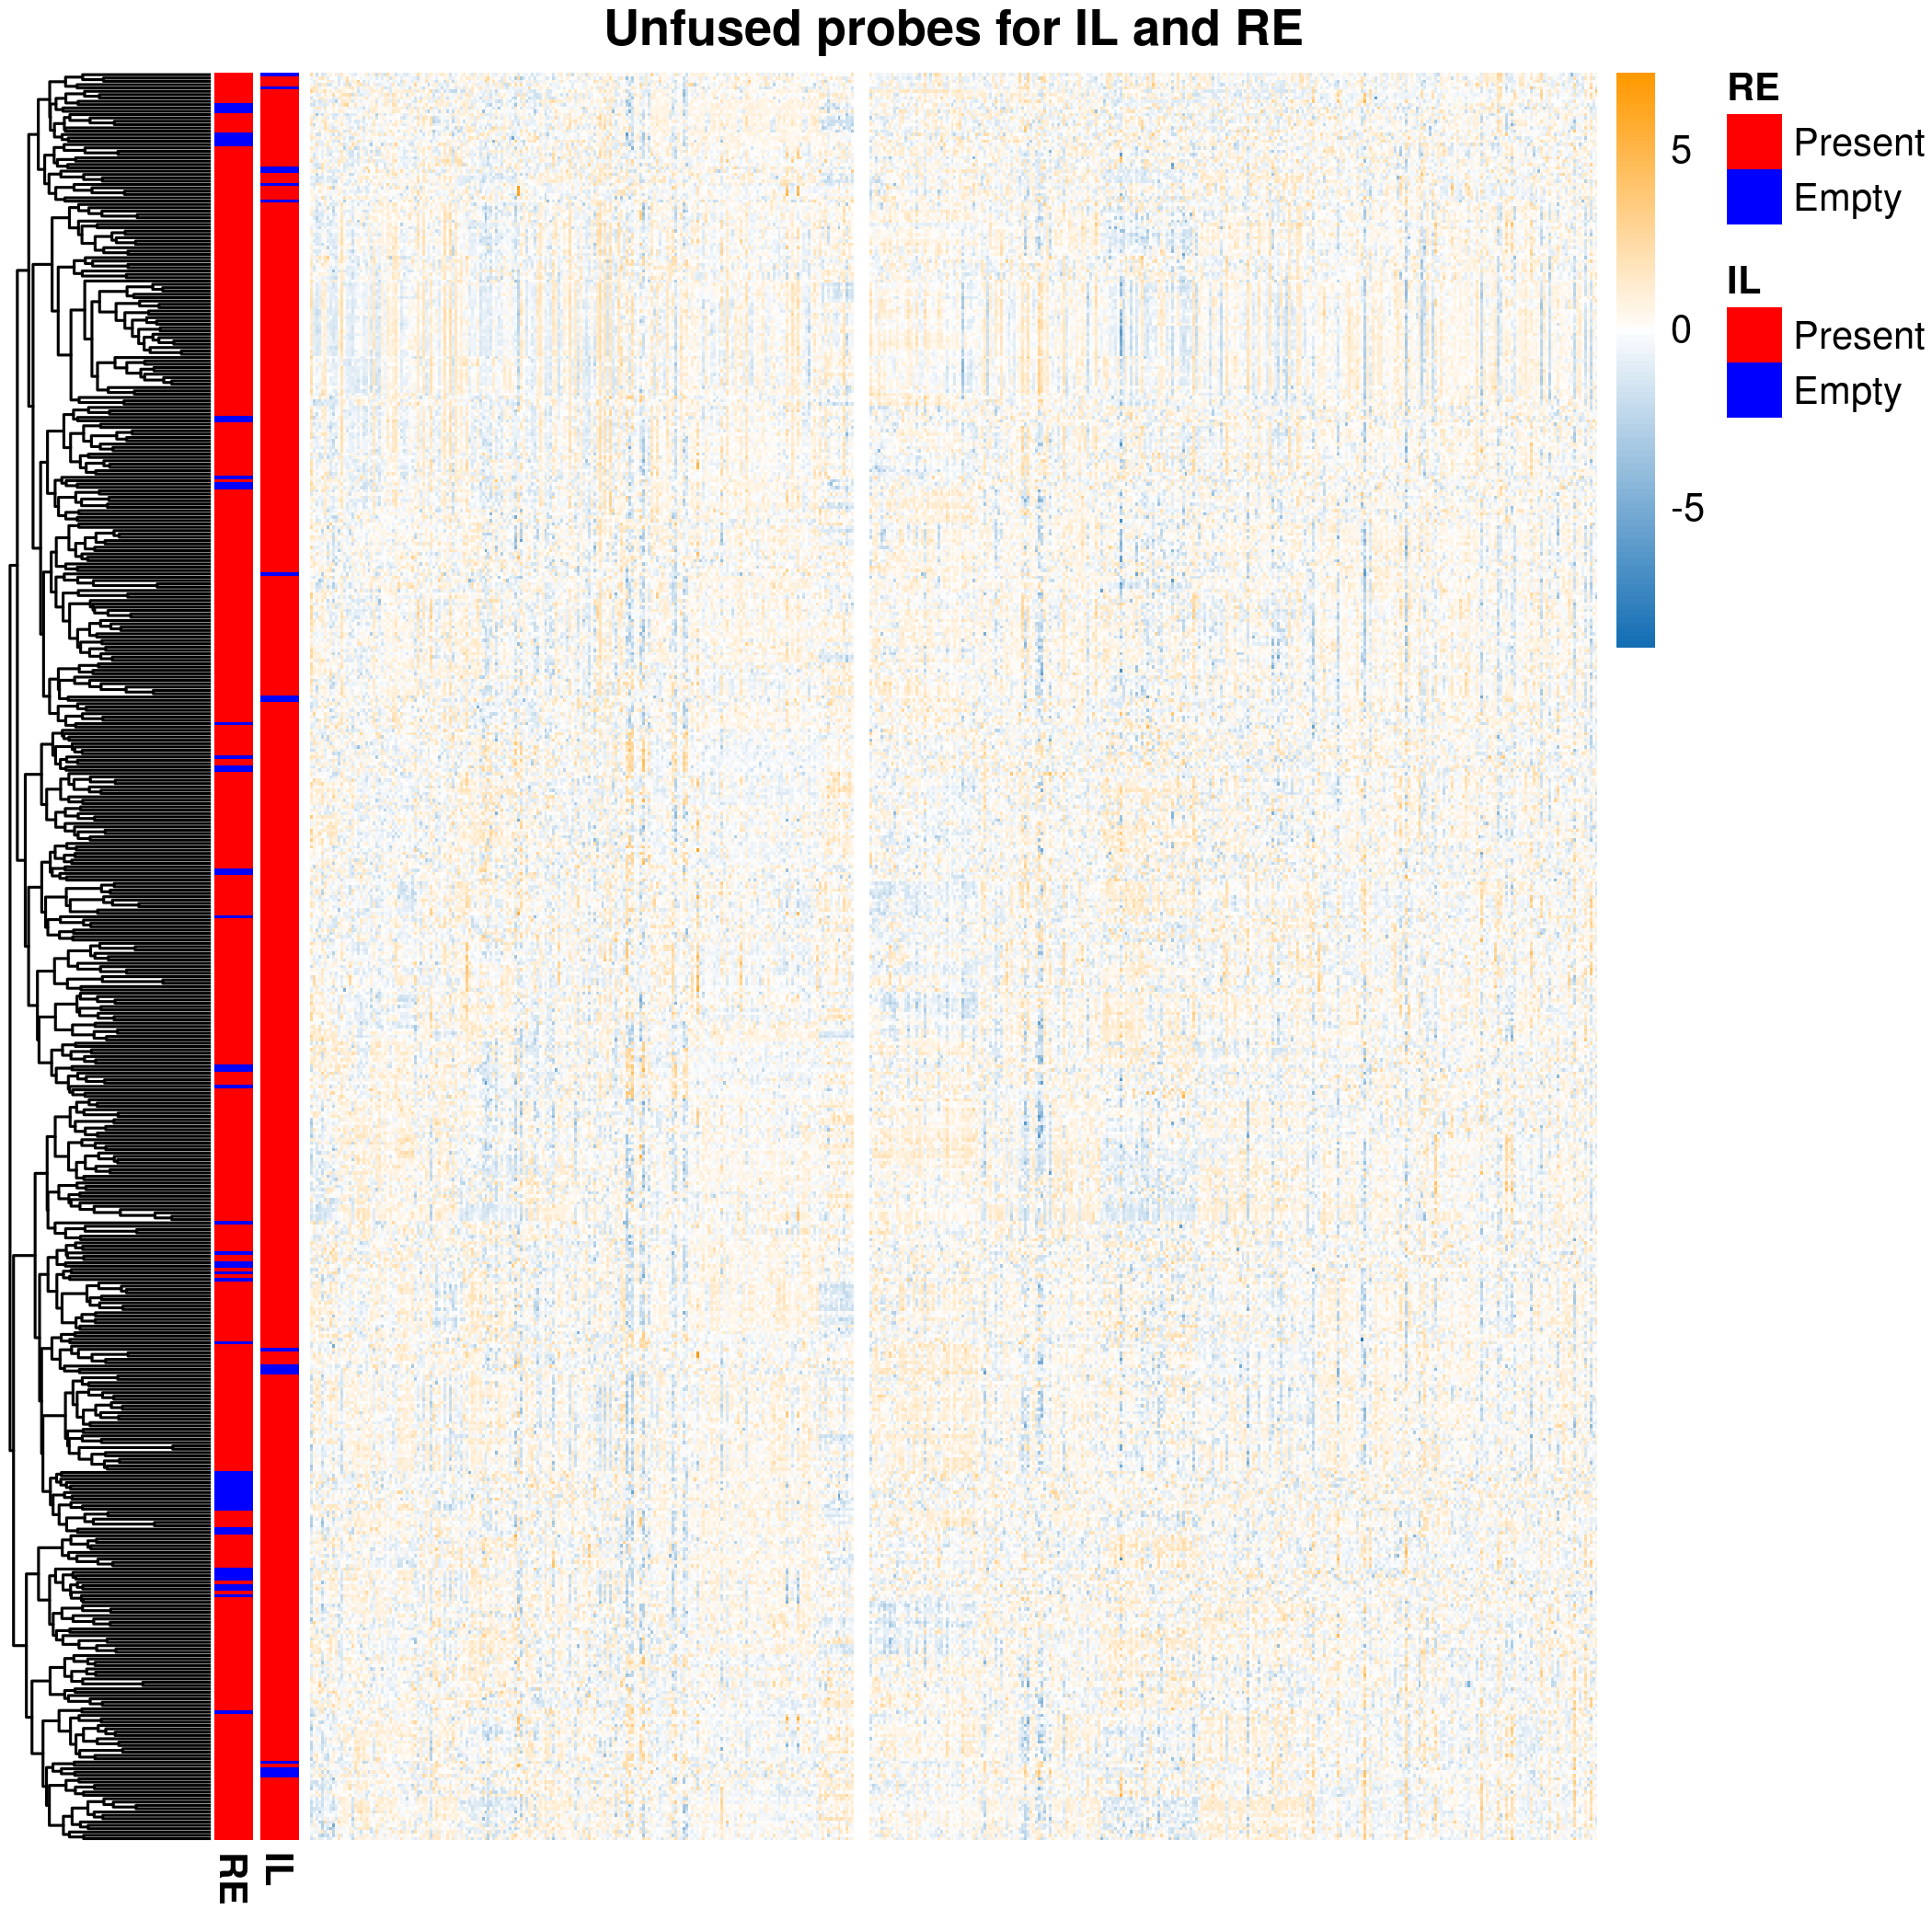 Unfused probes for IL and RE
5
0
-5
RE
Present
Empty
IL
Present
Empty
RE
IL